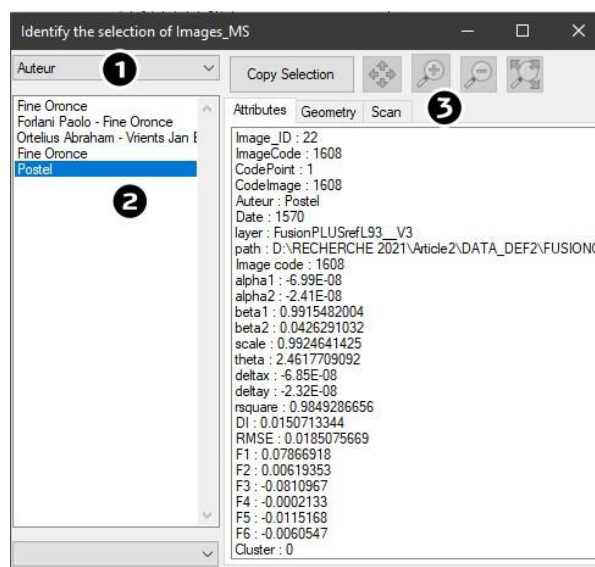 Identify the selection of Images_MS
Auteur
1
Copy Selection
Fine Oronce
Forlani Paolo - Fine Oronce
Ortelius Abraham - Vrients Jan E
Fine Oronce
Postel
2
Attributes Geometry Scan
3
Image_ID : 22
ImageCode : 1608
CodePoint : 1
CodeImage : 1608
Auteur : Postel
Date : 1570
layer : FusionPLUSrefL93__V3
path : D:\RECHERCHE 2021\Article2\DATA_DEF2\FUSION
Image code : 1608
alpha1 : -6.99E-08
alpha2 : -2.41E-08
beta1 : 0.9915482004
beta2 : 0.0426291032
scale : 0.9924641425
theta : 2.4617709092
deltax : -6.85E-08
deltay : -2.32E-08
rsquare : 0.9849286656
DI : 0.0150713344
RMSE : 0.0185075669
F1 : 0.07866918
F2 : 0.00619353
F3 : -0.0810967
F4 : -0.0002133
F5 : -0.0115168
F6 : -0.0060547
Cluster : 0